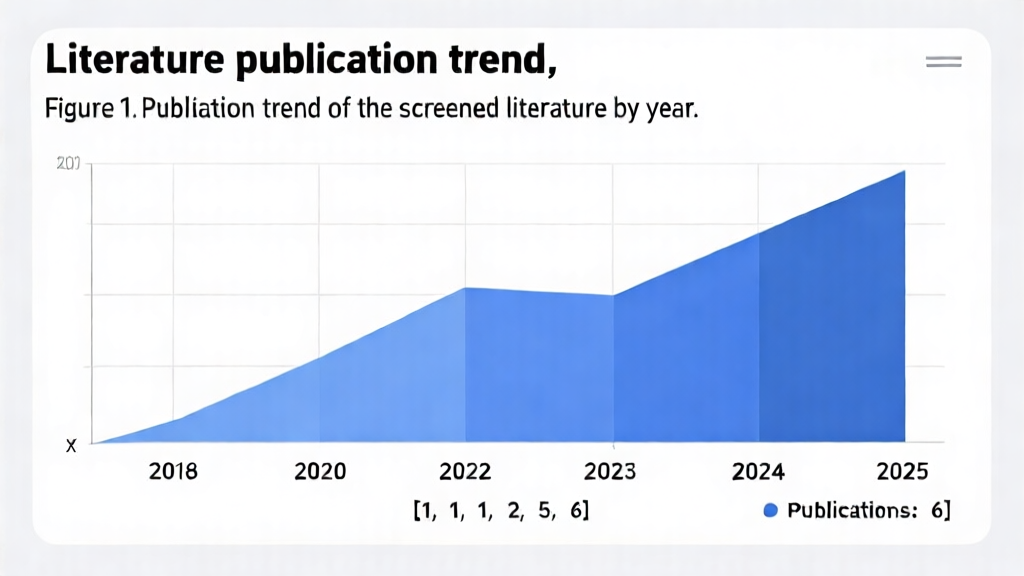 Literature publication trend,
Figure 1. Publiation trend of the screened literature by year.
X
2018 2020 2022 2023 2024 2025
[1, 1, 1, 2, 5, 6]
Publications: 6]